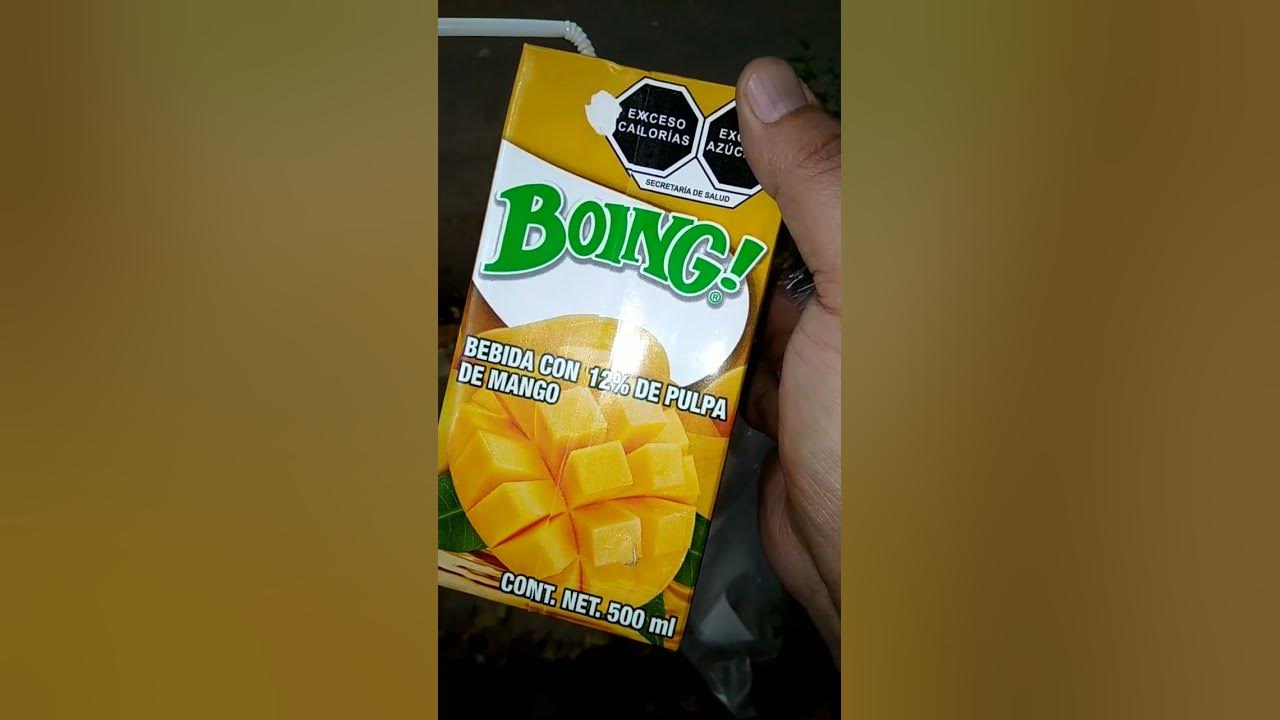 EXCESO
CALORÍAS
SECRETARÍA DE SALUD
BOING!®
BEBIDA CON 12% DE PULPA
DE MANGO
CONT. NET. 500 ml